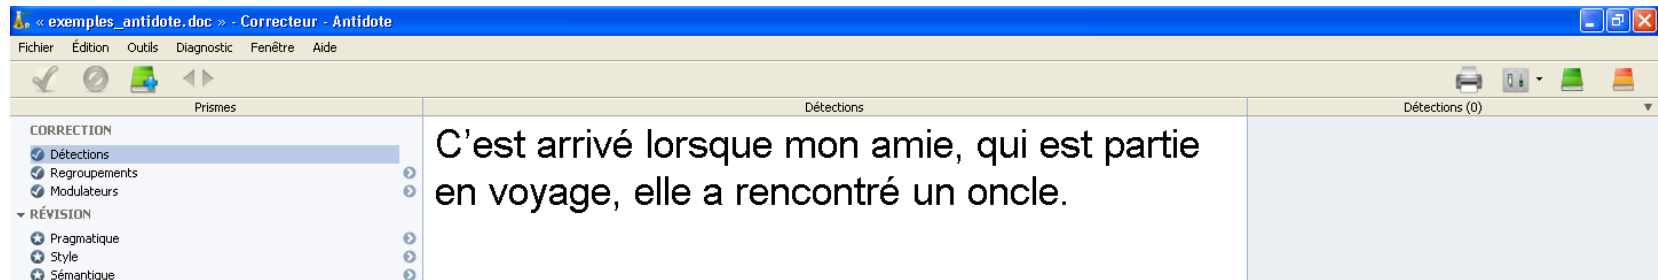 « exemples_antidote.doc » - Correcteur - Antidote
Fichier Édition Outils Diagnostic Fenêtre Aide
Prismes Détections Détections (0)
CORRECTION
Détections
Regroupements
Modulateurs
RÉVISION
Pragmatique
Style
Sémantique
C’est arrivé lorsque mon amie, qui est partie
en voyage, elle a rencontré un oncle.